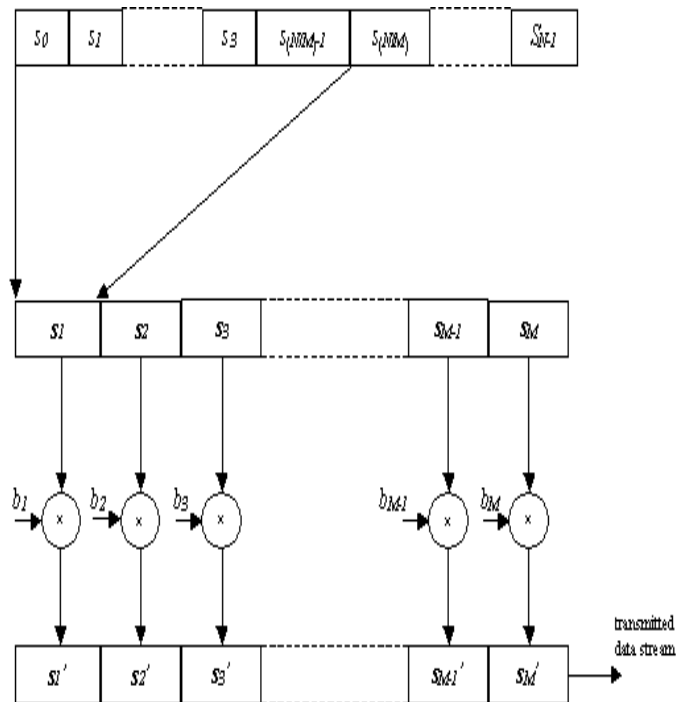 s0 s1 s3 s(N/M)-1 s(N/M) SN-1
s1 s2 s3 sM-1 sM
b1 b2 b3 bM-1 bM
x x x x x
transmitted
data stream
s1' s2' s3' sM-1' sM'